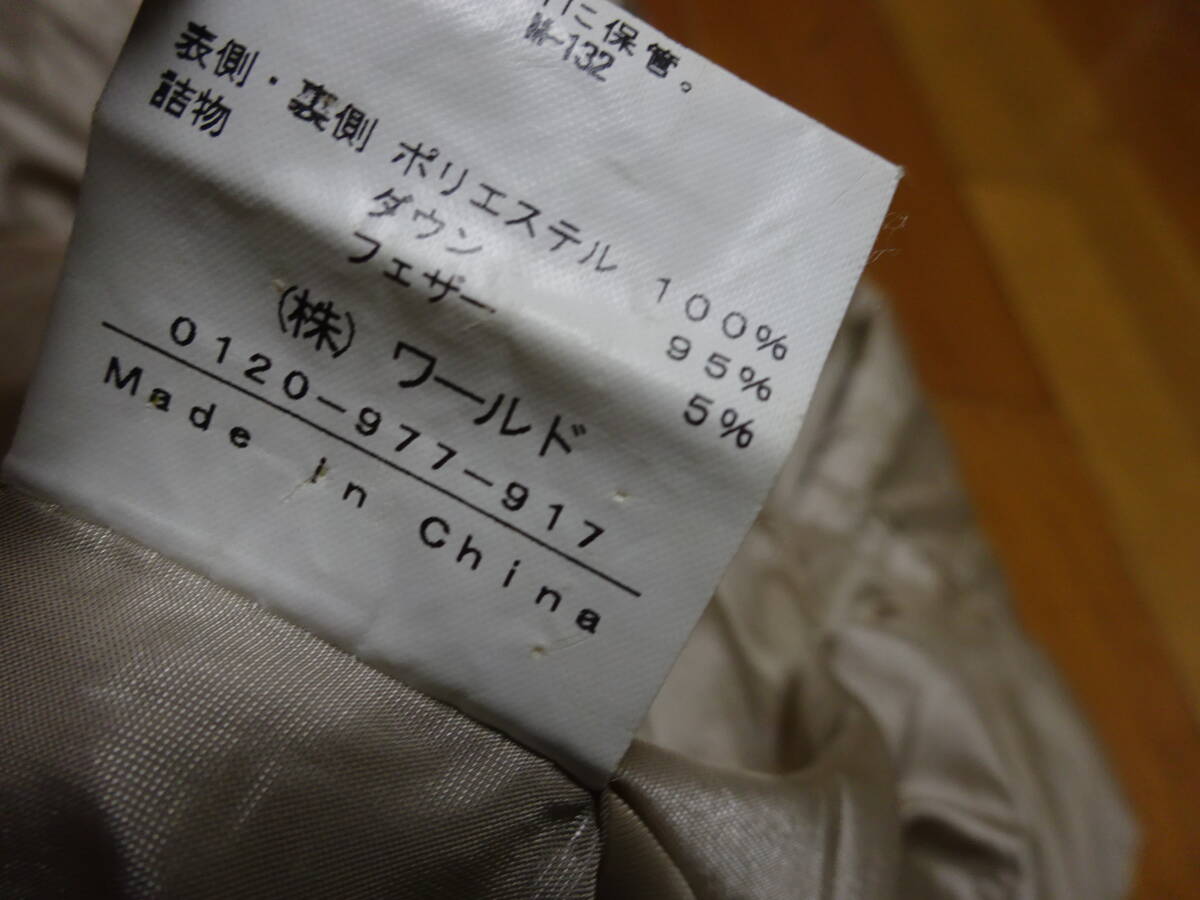 に保管。
M-132
表側・裏側 ポリエステル 100%
詰物 ダウン 95%
フェザー 5%
(株) ワールド
0120-977-917
Made in China